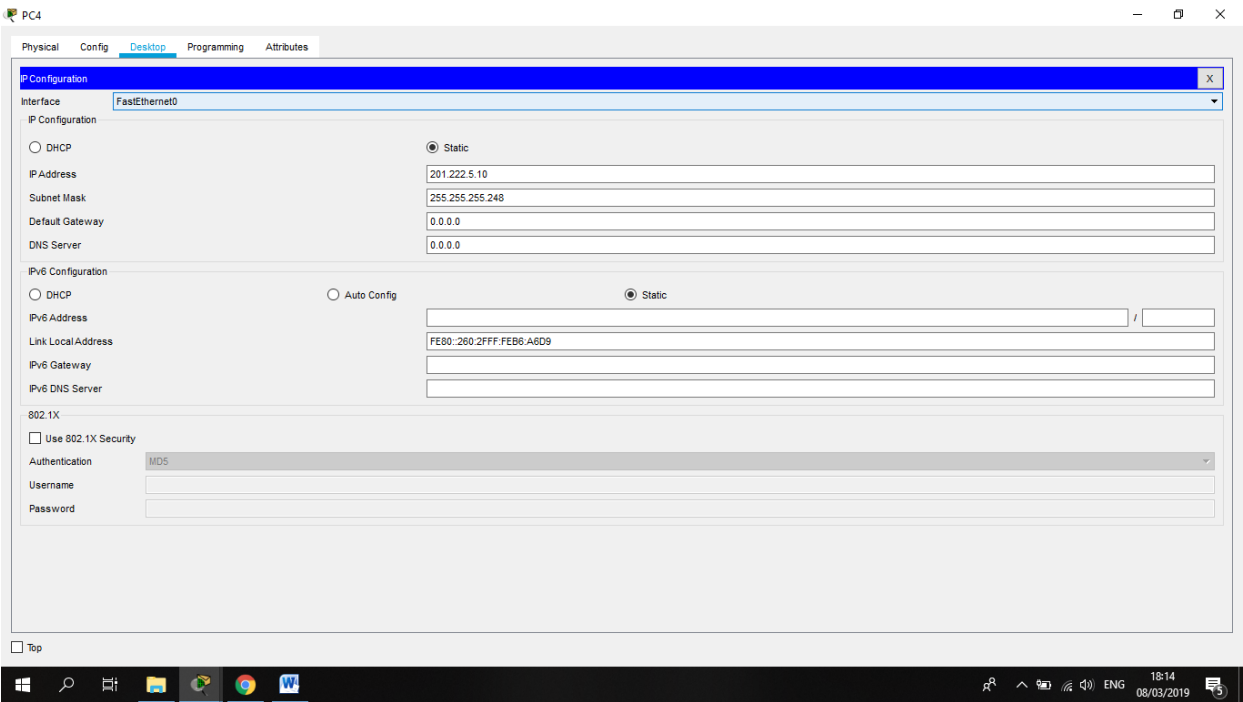 PC4
Physical Config Desktop Programming Attributes
IP Configuration X
Interface FastEthernet0
IP Configuration
DHCP Static
IP Address 201.222.5.10
Subnet Mask 255.255.255.248
Default Gateway 0.0.0.0
DNS Server 0.0.0.0
IPv6 Configuration
DHCP Auto Config Static
IPv6 Address /
Link Local Address FE80::260:2FFF:FEB6:A6D9
IPv6 Gateway
IPv6 DNS Server
802.1X
Use 802.1X Security
Authentication MD5
Username
Password
Top
ENG 18:14
08/03/2019 5